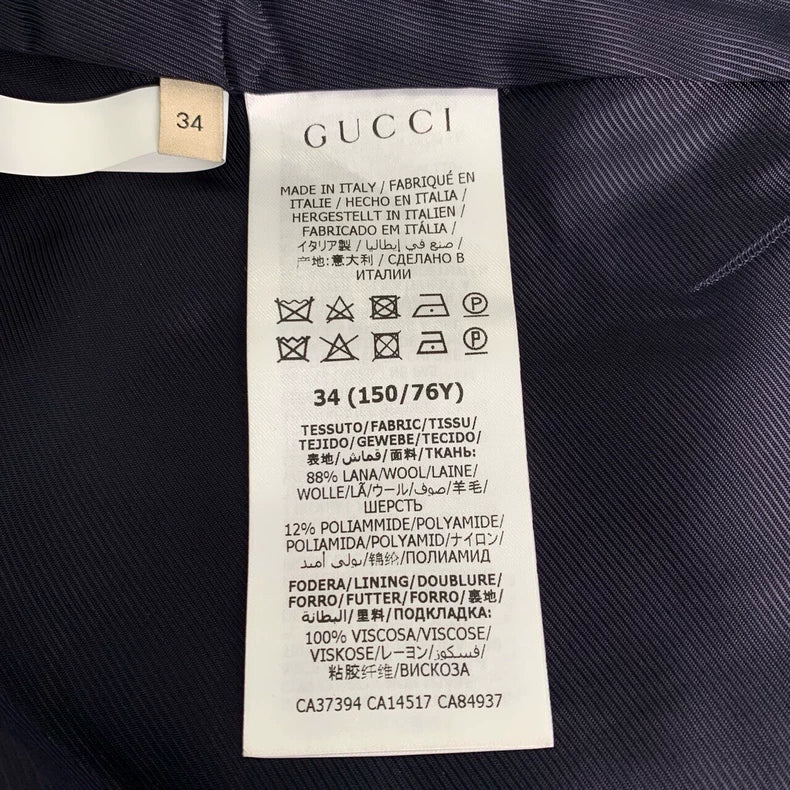 34
GUCCI
MADE IN ITALY / FABRIQUÉ EN
ITALIE / HECHO EN ITALIA /
HERGESTELLT IN ITALIEN /
FABRICADO EM ITÁLIA /
イタリア製 / صنع في إيطاليا /
产地:意大利 / СДЕЛАНО В
ИТАЛИИ
P
P
34 (150/76Y)
TESSUTO/FABRIC/TISSU/
TEJIDO/GEWEBE/TECIDO/
表地/قماش/面料/ТКАНЬ:
88% LANA/WOOL/LAINE/
WOLLE/LÃ/ウール/صوف/羊毛/
ШЕРСТЬ
12% POLIAMMIDE/POLYAMIDE/
POLIAMIDA/POLYAMID/ナイロン/
بولي أميد/锦纶/ПОЛИАМИД
FODERA/LINING/DOUBLURE/
FORRO/FUTTER/FORRO/裏地/
البطانة/里料/ПОДКЛАДКА:
100% VISCOSA/VISCOSE/
VISKOSE/レーヨン/فسكوز/
粘胶纤维/ВИСКОЗА
CA37394 CA14517 CA84937